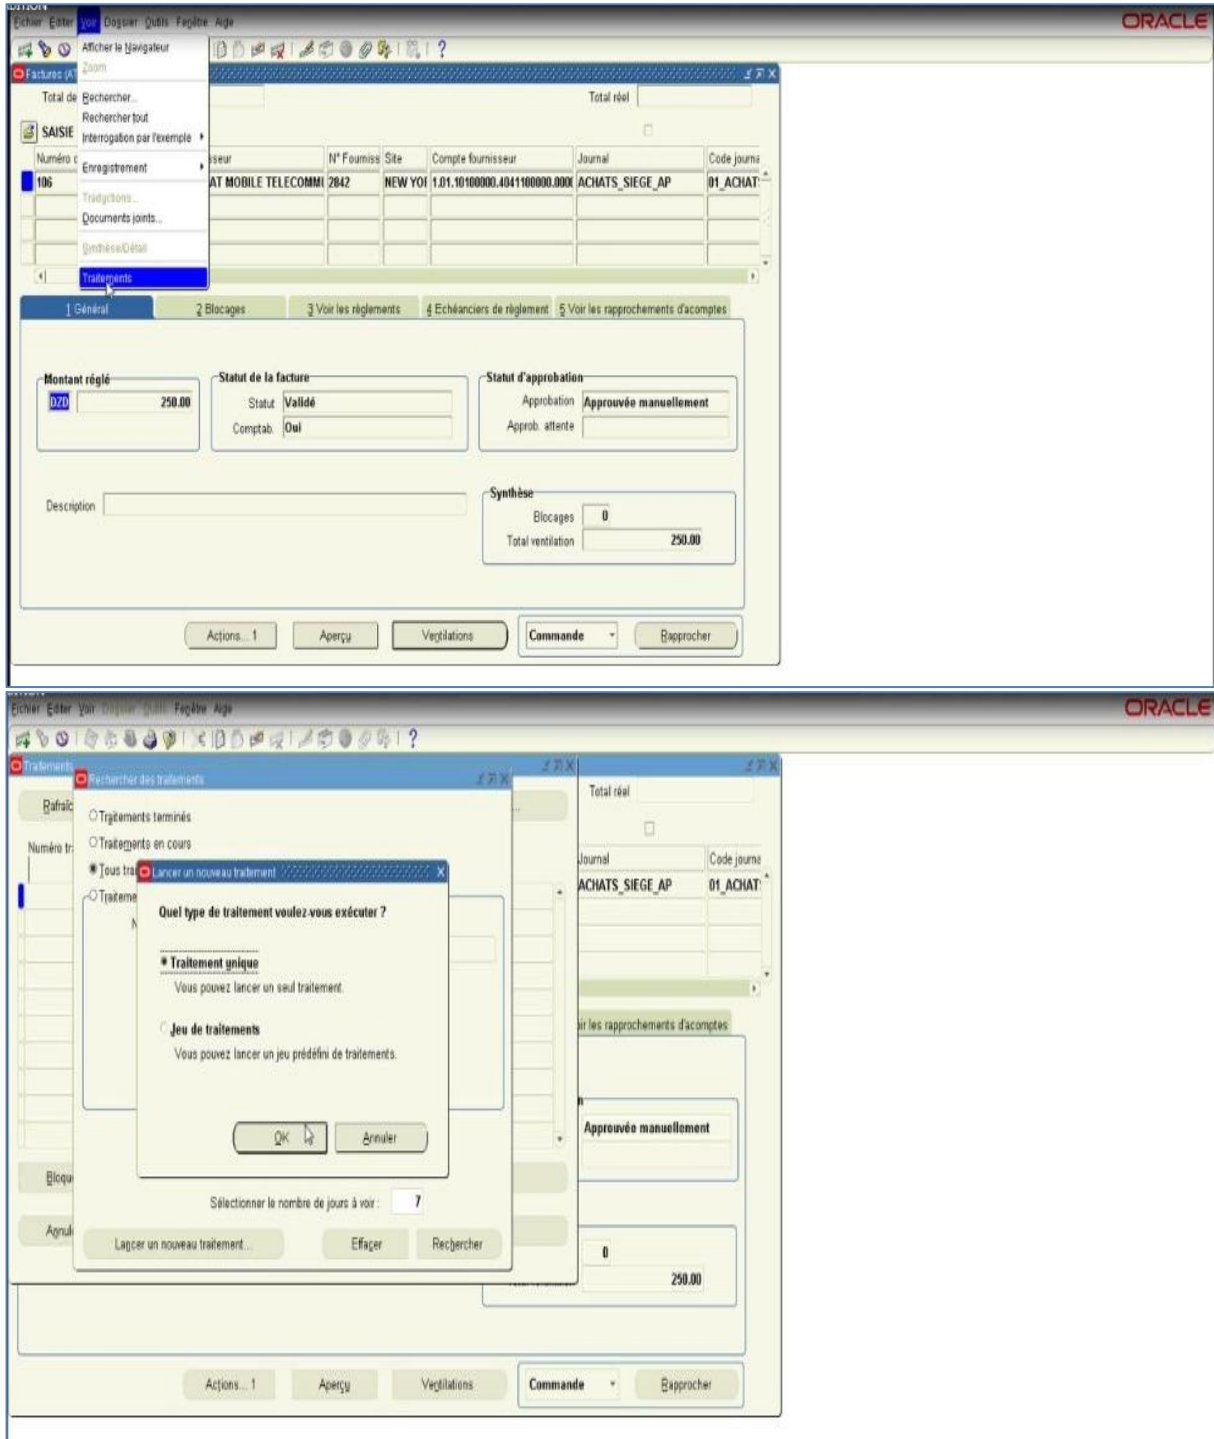 Fichier Editer Voir Dossier Outils Fenêtre Aide
ORACLE
Afficher le Navigateur
Zoom
Rechercher...
Rechercher tout
Interrogation par l'exemple
Enregistrement
Traductions...
Documents joints...
Synthèse/Détail
Traitements
Factures (AT
Total de
Total réel
SAISIE
Numéro d
isseur
N° Fourniss
Site
Compte fournisseur
Journal
Code journa
106
AT MOBILE TELECOMMI
2842
NEW YOI
1.01.10100000.4041100000.000(
ACHATS_SIEGE_AP
01_ACHAT:
1 Général
2 Blocages
3 Voir les règlements
4 Echéanciers de règlement
5 Voir les rapprochements d'acomptes
Montant réglé
DZD
250.00
Statut de la facture
Statut
Validé
Comptab.
Oui
Statut d'approbation
Approbation
Approuvée manuellement
Approb. attente
Description
Synthèse
Blocages
0
Total ventilation
250.00
Actions... 1
Aperçu
Ventilations
Commande
Rapprocher
Fichier Editer Voir Dossier Outils Fenêtre Aide
ORACLE
Traitements
Rechercher des traitements
Rafraîc
Numéro tr
Traitements terminés
Traitements en cours
Tous trai
Traiteme
N
Lancer un nouveau traitement
Quel type de traitement voulez-vous exécuter ?
Traitement unique
Vous pouvez lancer un seul traitement.
Jeu de traitements
Vous pouvez lancer un jeu prédéfini de traitements.
OK
Annuler
Total réel
Journal
Code journa
ACHATS_SIEGE_AP
01_ACHAT:
ir les rapprochements d'acomptes
n
Approuvée manuellement
Bloque
Annule
Sélectionner le nombre de jours à voir :
7
Lancer un nouveau traitement...
Effacer
Rechercher
0
250.00
Actions... 1
Aperçu
Ventilations
Commande
Rapprocher